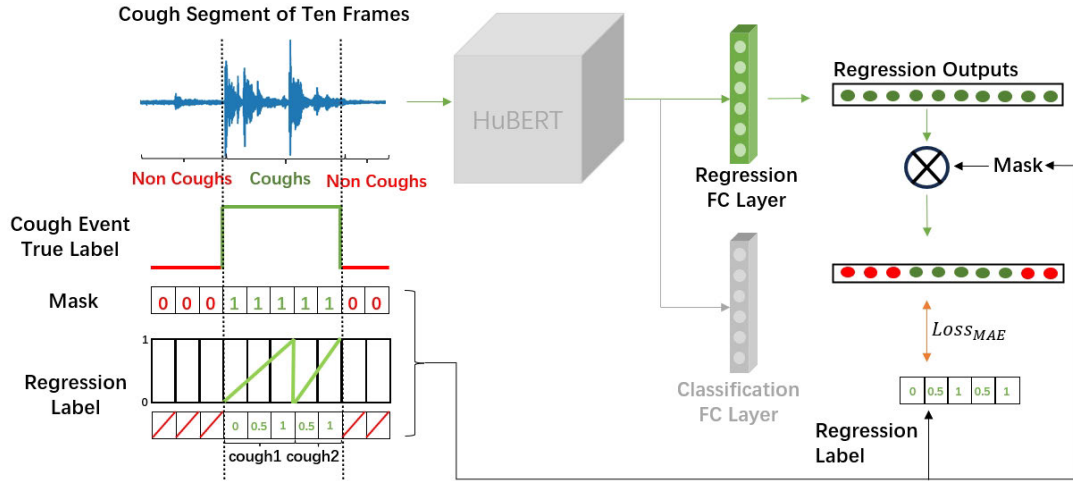 Cough Segment of Ten Frames
HuBERT
Non Coughs
Coughs
Non Coughs
Regression
FC Layer
Regression Outputs
Mask
Cough Event
True Label
Mask
0 0 0 1 1 1 1 1 0 0
Regression
Label
1
0
0 0.5 1 0.5 1
cough1
cough2
Classification
FC Layer
Loss_MAE
0 0.5 1 0.5 1
Regression
Label